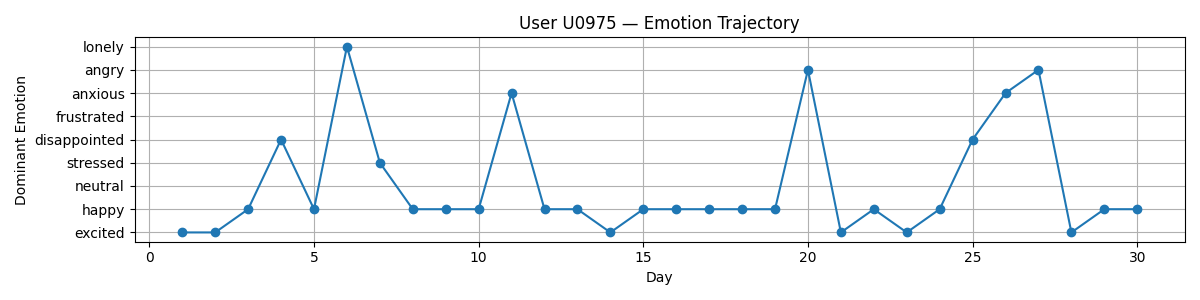 User U0975 — Emotion Trajectory
Dominant Emotion
lonely
angry
anxious
frustrated
disappointed
stressed
neutral
happy
excited
0 5 10 15 20 25 30
Day